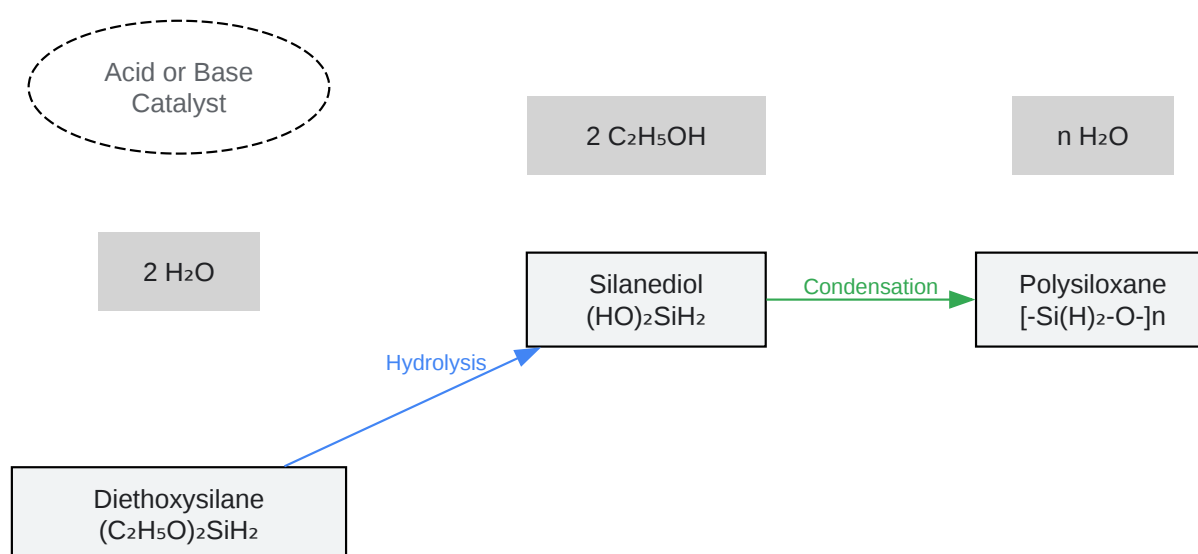 Acid or Base
Catalyst
2 C₂H₅OH
n H₂O
2 H₂O
Silanediol
(HO)₂SiH₂
Condensation
Polysiloxane
[-Si(H)₂-O-]n
Hydrolysis
Diethoxysilane
(C₂H₅O)₂SiH₂